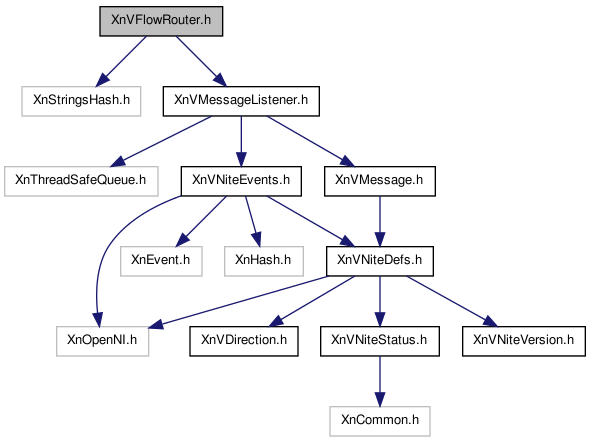 XnVFlowRouter.h
XnStringsHash.h
XnVMessageListener.h
XnThreadSafeQueue.h
XnVNiteEvents.h
XnVMessage.h
XnEvent.h
XnHash.h
XnVNiteDefs.h
XnOpenNI.h
XnVDirection.h
XnVNiteStatus.h
XnVNiteVersion.h
XnCommon.h